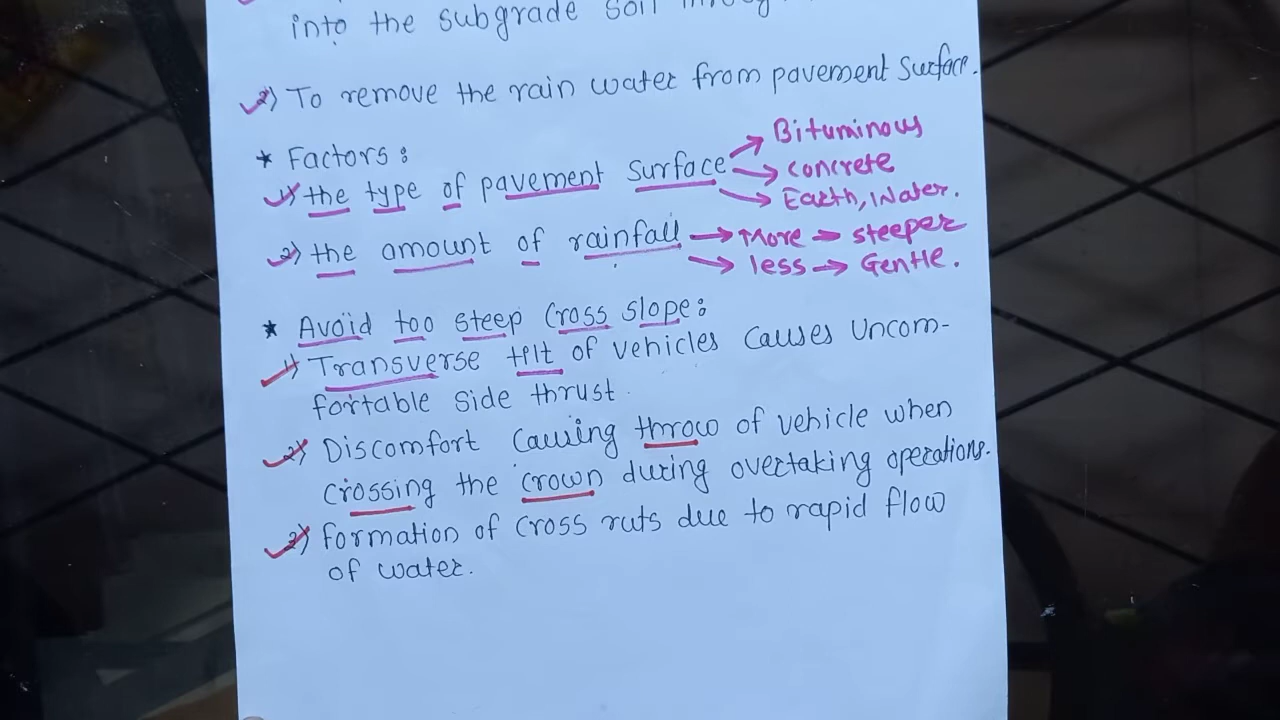 into the subgrade soil
2) To remove the rain water from pavement surface.
* Factors:
1) the type of pavement surface → Bituminous
→ concrete
→ Earth, Water.
2) the amount of rainfall → More → steeper
→ less → Gentle.
* Avoid too steep Cross slope:
1) Transverse tilt of vehicles causes Uncom-
fortable side thrust.
2) Discomfort causing throw of vehicle when
crossing the crown during overtaking operations.
3) formation of cross ruts due to rapid flow
of water.